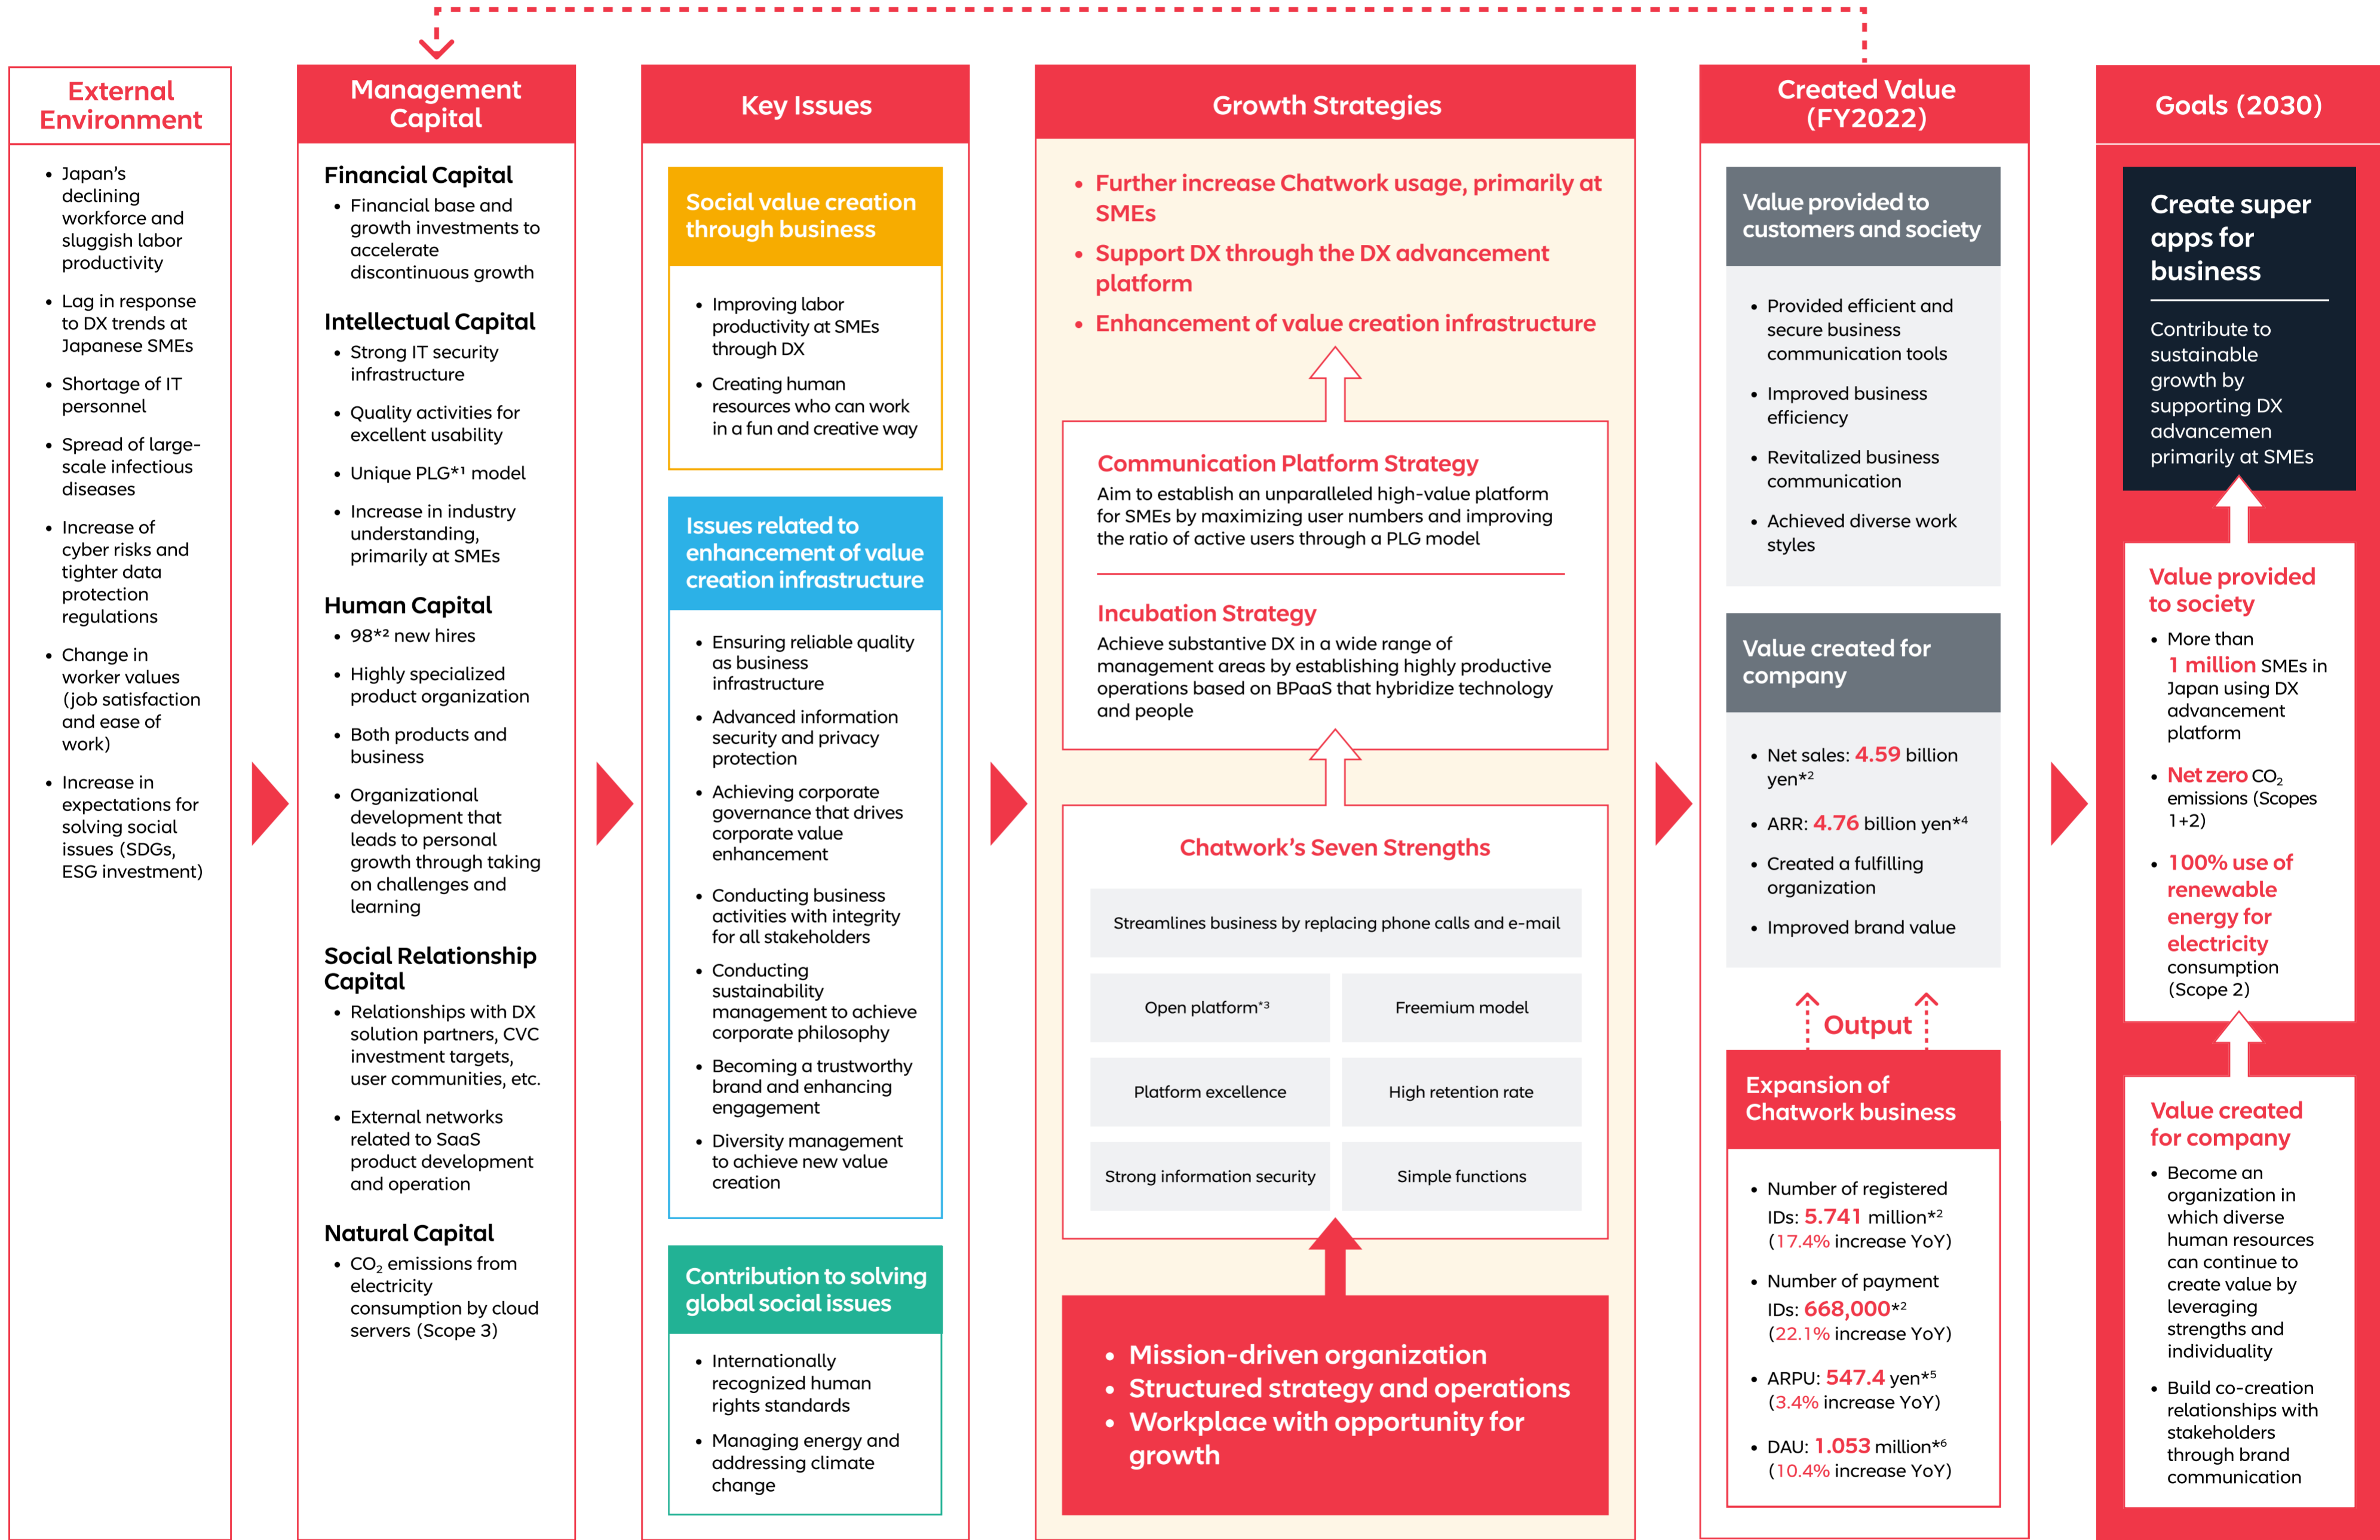 External
Environment
• Japan's
declining
workforce and
sluggish labor
productivity
• Lag in response
to DX trends at
Japanese SMEs
• Shortage of IT
personnel
• Spread of large-
scale infectious
diseases
• Increase of
cyber risks and
tighter data
protection
regulations
• Change in
worker values
(job satisfaction
and ease of
work)
• Increase in
expectations for
solving social
issues (SDGs,
ESG investment)
Management
Capital
Financial Capital
• Financial base and
growth investments to
accelerate
discontinuous growth
Intellectual Capital
• Strong IT security
infrastructure
• Quality activities for
excellent usability
• Unique PLG*1 model
• Increase in industry
understanding,
primarily at SMEs
Human Capital
• 98*2 new hires
• Highly specialized
product organization
• Both products and
business
• Organizational
development that
leads to personal
growth through taking
on challenges and
learning
Social Relationship
Capital
• Relationships with DX
solution partners, CVC
investment targets,
user communities, etc.
• External networks
related to SaaS
product development
and operation
Natural Capital
• CO2 emissions from
electricity
consumption by cloud
servers (Scope 3)
Key Issues
Social value creation
through business
• Improving labor
productivity at SMEs
through DX
• Creating human
resources who can work
in a fun and creative way
Issues related to
enhancement of value
creation infrastructure
• Ensuring reliable quality
as business
infrastructure
• Advanced information
security and privacy
protection
• Achieving corporate
governance that drives
corporate value
enhancement
• Conducting business
activities with integrity
for all stakeholders
• Conducting
sustainability
management to achieve
corporate philosophy
• Becoming a trustworthy
brand and enhancing
engagement
• Diversity management
to achieve new value
creation
Contribution to solving
global social issues
• Internationally
recognized human
rights standards
• Managing energy and
addressing climate
change
Growth Strategies
• Further increase Chatwork usage, primarily at
SMEs
• Support DX through the DX advancement
platform
• Enhancement of value creation infrastructure
Communication Platform Strategy
Aim to establish an unparalleled high-value platform
for SMEs by maximizing user numbers and improving
the ratio of active users through a PLG model
Incubation Strategy
Achieve substantive DX in a wide range of
management areas by establishing highly productive
operations based on BPaaS that hybridize technology
and people
Chatwork's Seven Strengths
Streamlines business by replacing phone calls and e-mail
Open platform*3
Freemium model
Platform excellence
High retention rate
Strong information security
Simple functions
• Mission-driven organization
• Structured strategy and operations
• Workplace with opportunity for
growth
Created Value
(FY2022)
Value provided to
customers and society
• Provided efficient and
secure business
communication tools
• Improved business
efficiency
• Revitalized business
communication
• Achieved diverse work
styles
Value created for
company
• Net sales: 4.59 billion
yen*2
• ARR: 4.76 billion yen*4
• Created a fulfilling
organization
• Improved brand value
Output
Expansion of
Chatwork business
• Number of registered
IDs: 5.741 million*2
(17.4% increase YoY)
• Number of payment
IDs: 668,000*2
(22.1% increase YoY)
• ARPU: 547.4 yen*5
(3.4% increase YoY)
• DAU: 1.053 million*6
(10.4% increase YoY)
Goals (2030)
Create super
apps for
business
Contribute to
sustainable
growth by
supporting DX
advancemen
primarily at SMEs
Value provided
to society
• More than
1 million SMEs in
Japan using DX
advancement
platform
• Net zero CO2
emissions (Scopes
1+2)
• 100% use of
renewable
energy for
electricity
consumption
(Scope 2)
Value created
for company
• Become an
organization in
which diverse
human resources
can continue to
create value by
leveraging
strengths and
individuality
• Build co-creation
relationships with
stakeholders
through brand
communication